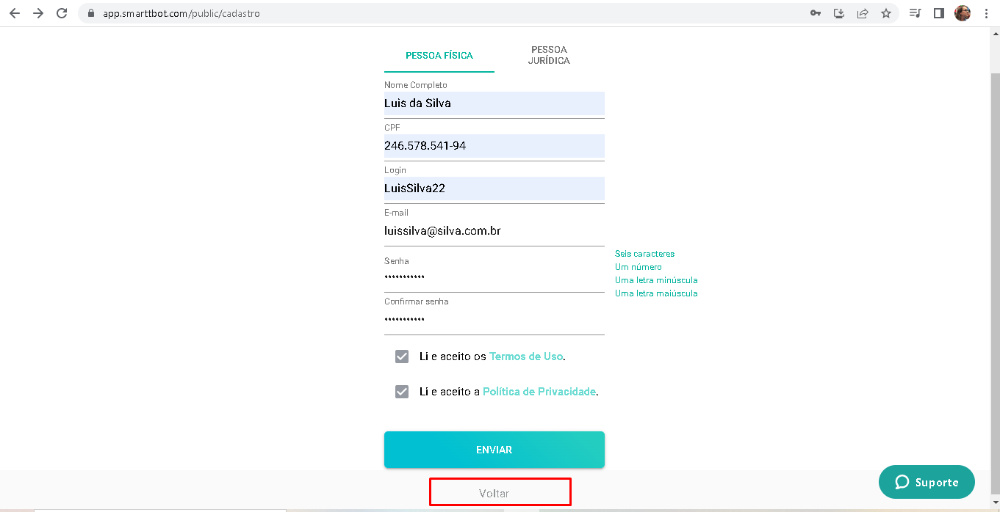 app.smarttbot.com/public/cadastro
PESSOA FÍSICA
PESSOA
JURÍDICA
Nome Completo
Luis da Silva
CPF
246.578.541-94
Login
LuisSilva22
E-mail
luissilva@silva.com.br
Senha
•••••••••••
Seis caracteres
Um número
Uma letra minúscula
Uma letra maiúscula
Confirmar senha
•••••••••••
Li e aceito os Termos de Uso.
Li e aceito a Política de Privacidade.
ENVIAR
Voltar
Suporte